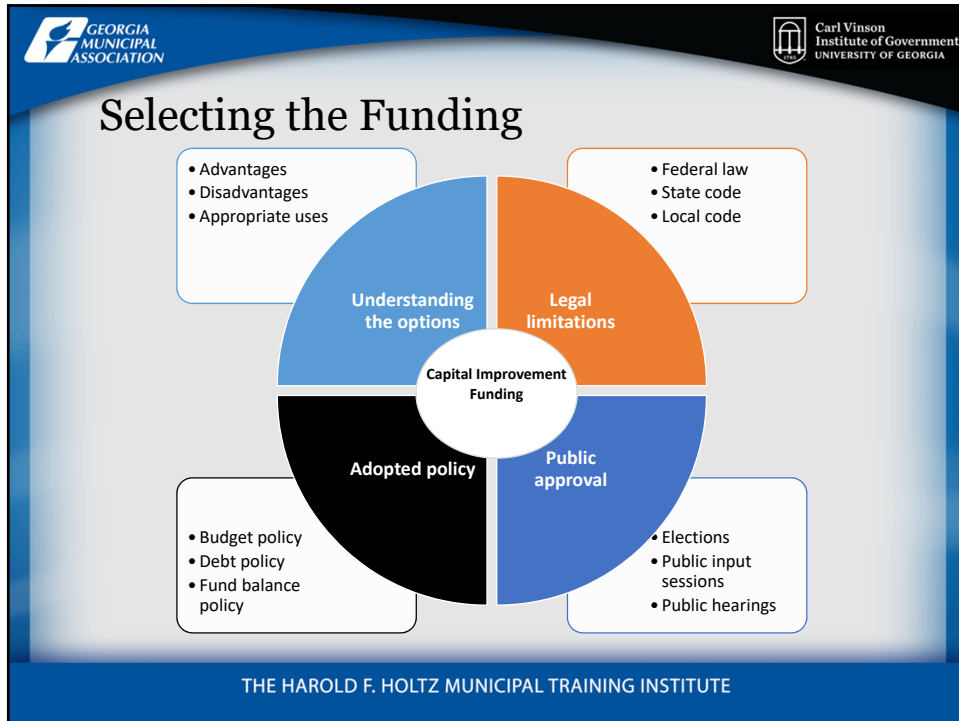 GEORGIA
MUNICIPAL
ASSOCIATION
1785
Carl Vinson
Institute of Government
UNIVERSITY OF GEORGIA
Selecting the Funding
• Advantages
• Disadvantages
• Appropriate uses
• Federal law
• State code
• Local code
Understanding
the options
Legal
limitations
Capital Improvement
Funding
Adopted policy
Public
approval
• Budget policy
• Debt policy
• Fund balance
policy
• Elections
• Public input
sessions
• Public hearings
THE HAROLD F. HOLTZ MUNICIPAL TRAINING INSTITUTE